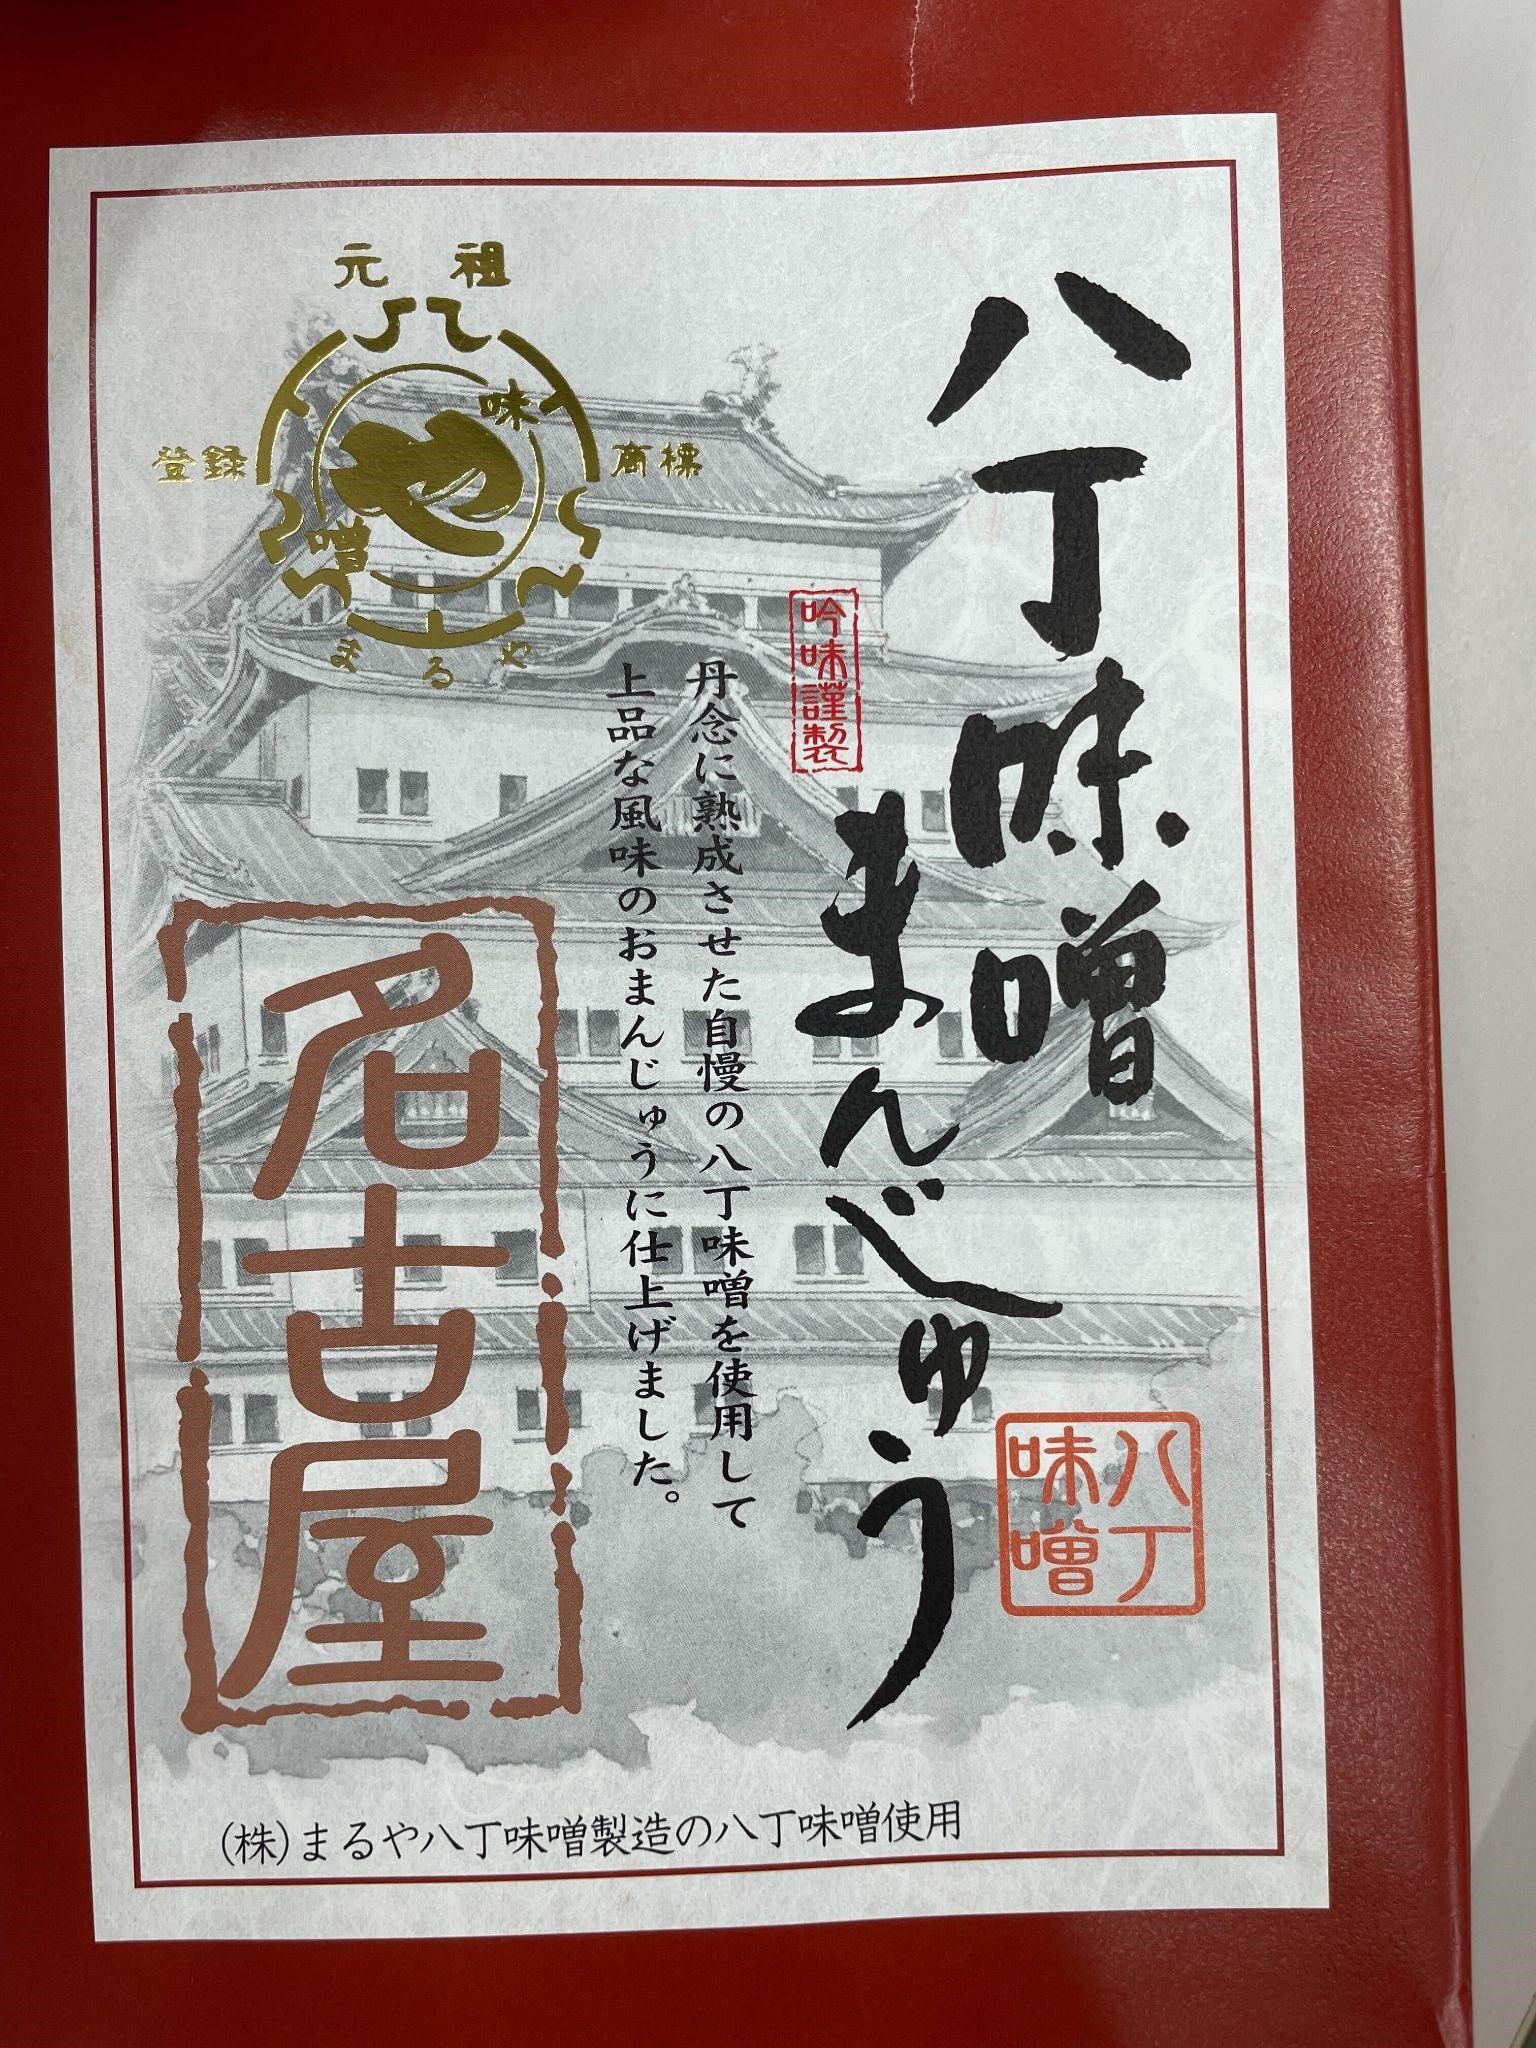 八丁味噌
まんじゅう
八丁
味噌
吟味謹製
丹念に熟成させた自慢の八丁味噌を使用して
上品な風味のおまんじゅうに仕上げました。
元祖
登録
商標
味
噌
まるや
名古屋
(株)まるや八丁味噌製造の八丁味噌使用